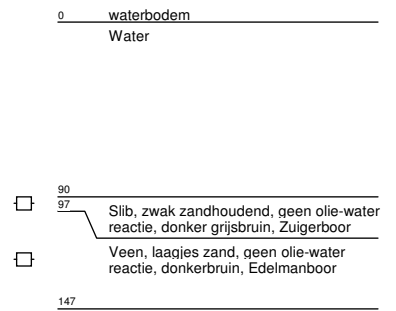 0 waterbodem
Water
90
97
Slib, zwak zandhoudend, geen olie-water
reactie, donker grijsbruin, Zuigerboor
Veen, laagjes zand, geen olie-water
reactie, donkerbruin, Edelmanboor
147